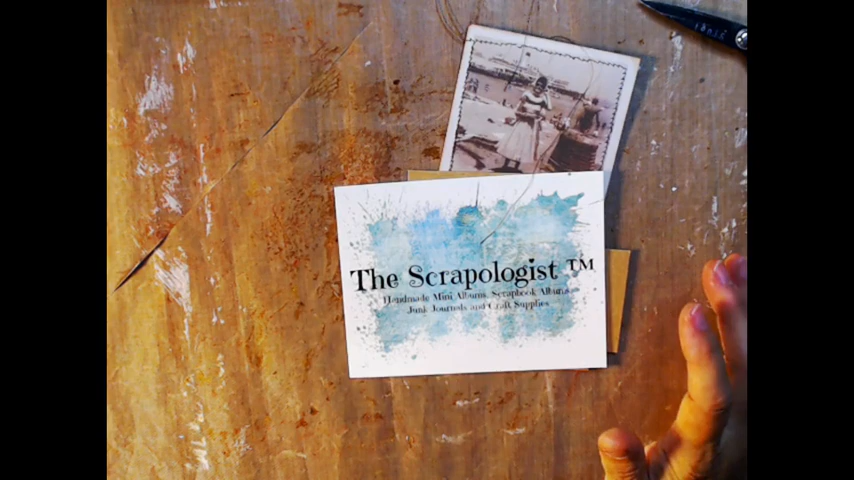 The Scrapologist ™
Handmade Mini Albums, Scrapbook Albums,
Junk Journals and Craft Supplies